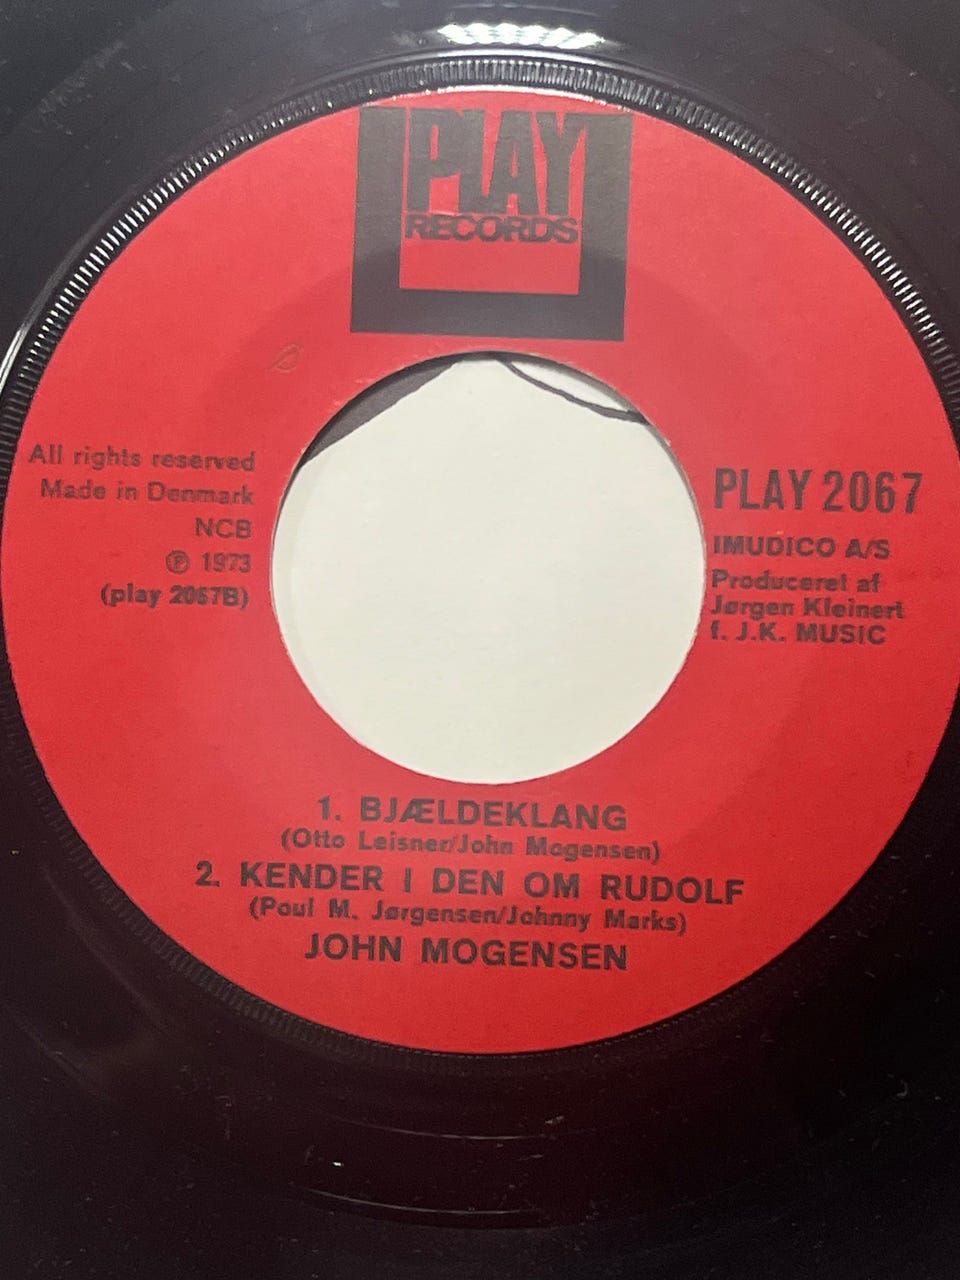 PLAY
RECORDS
All rights reserved
Made in Denmark
NCB
℗ 1973
(play 2067B)
PLAY 2067
IMUDICO A/S
Produceret af
Jørgen Kleinert
f. J.K. MUSIC
1. BJÆLDEKLANG
(Otto Leisner/John Mogensen)
2. KENDER I DEN OM RUDOLF
(Poul M. Jørgensen/Johnny Marks)
JOHN MOGENSEN